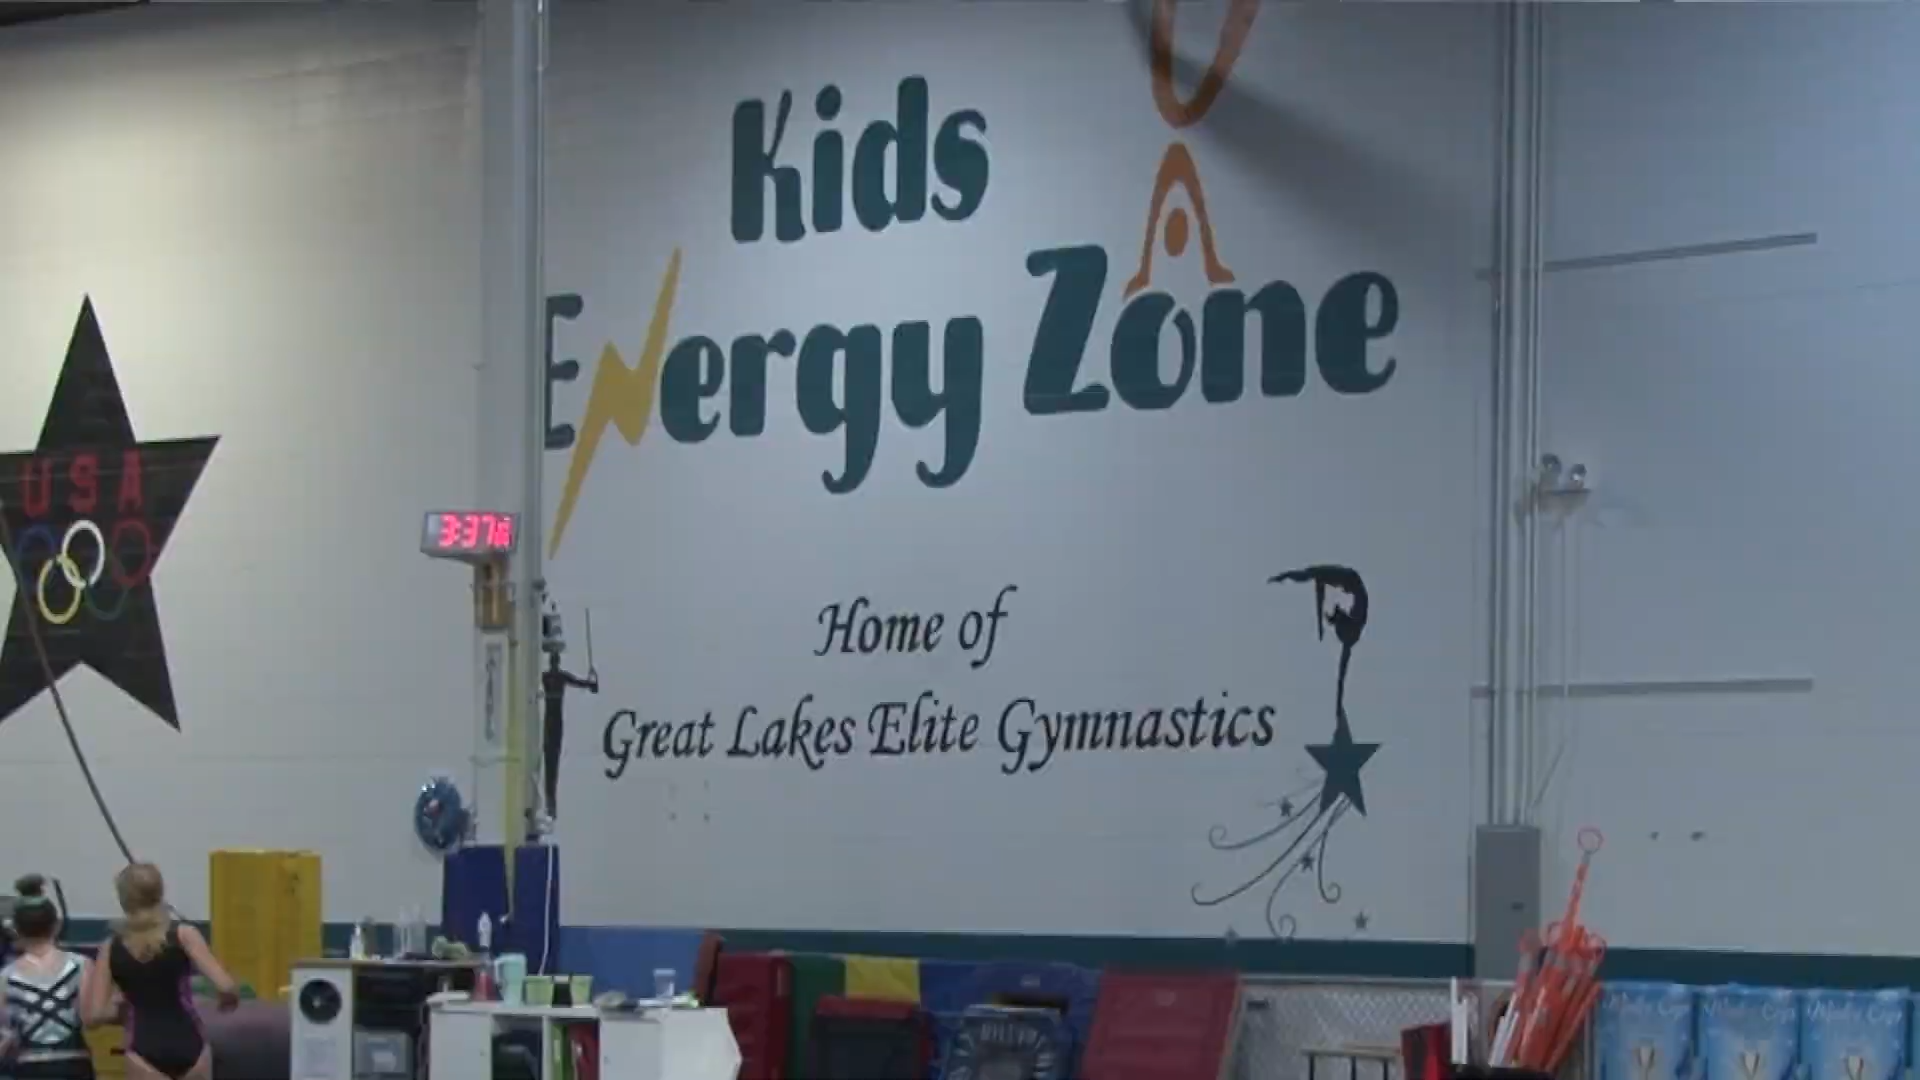 Kids
ENergy Zone
USA
3:37
Home of
Great Lakes Elite Gymnastics